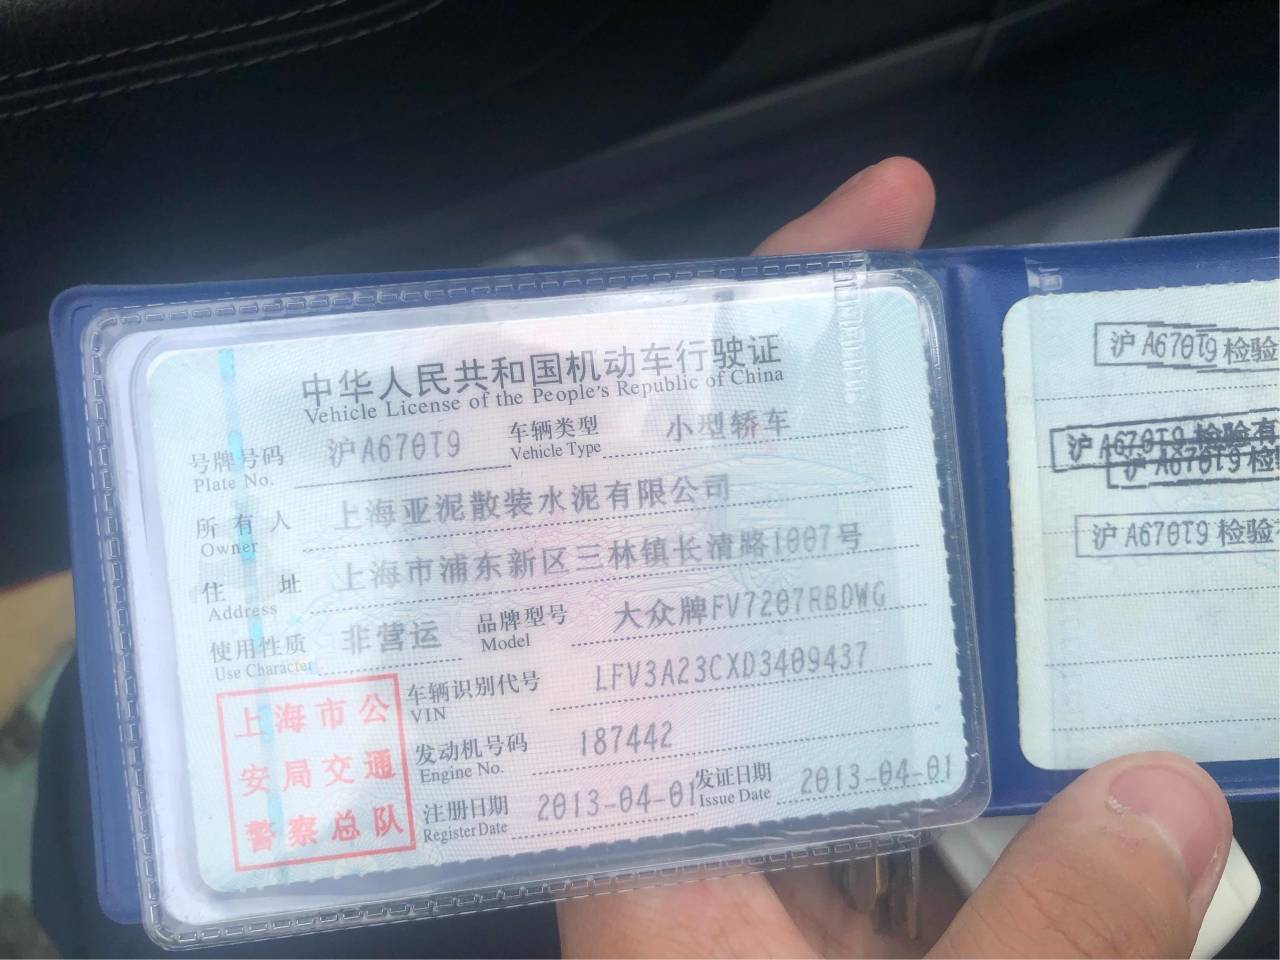 中华人民共和国机动车行驶证
Vehicle License of the People's Republic of China
号牌号码 沪A670T9 车辆类型 小型轿车
Plate No. Vehicle Type
所有人 上海亚泥散装水泥有限公司
Owner
住址 上海市浦东新区三林镇长清路1007号
Address
使用性质 非营运 品牌型号 大众牌FV7207RBDWG
Use Character Model
车辆识别代号 LFV3A23CXD3409437
VIN
发动机号码 187442
Engine No.
注册日期 2013-04-01 发证日期 2013-04-01
Register Date Issue Date
上海市公
安局交通
警察总队
沪A670T9检验
沪A670T9检验有
沪A670T9检
沪A670T9检验